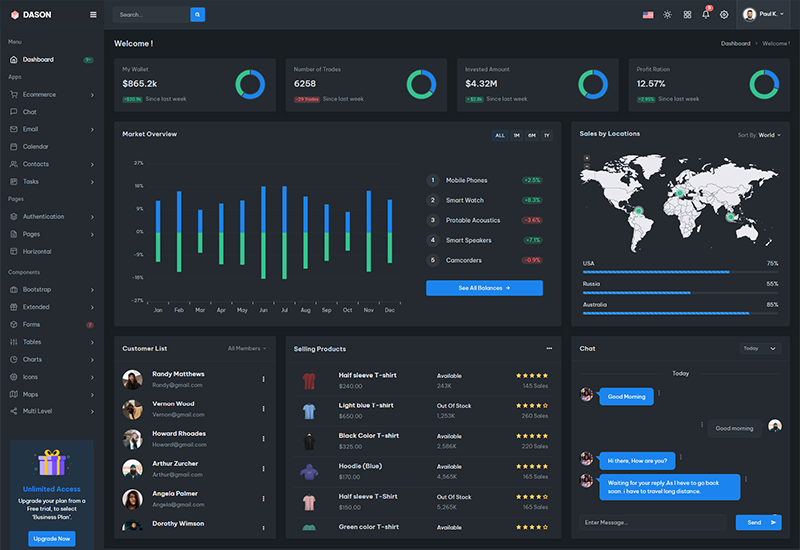 DASON
Search...
5
Paul K.
Menu
Dashboard
9+
Apps
Ecommerce
Chat
Email
Calendar
Contacts
Tasks
Pages
Authentication
Pages
Horizontal
Components
Bootstrap
Extended
Forms
7
Tables
Charts
Icons
Maps
Multi Level
Unlimited Access
Upgrade your plan from a
Free trial, to select
'Business Plan'.
Upgrade Now
Welcome !
Dashboard
Welcome !
My Wallet
$865.2k
+$20.9k Since last week
Number of Trades
6258
-29 Trades Since last week
Invested Amount
$4.32M
+$2.8k Since last week
Profit Ration
12.57%
+2.95% Since last week
Market Overview
ALL 1M 6M 1Y
27%
18%
9%
0%
-9%
-18%
-27%
Jan Feb Mar Apr May Jun Jul Aug Sep Oct Nov Dec
1 Mobile Phones +2.5%
2 Smart Watch +8.3%
3 Protable Acoustics -3.6%
4 Smart Speakers +7.1%
5 Camcorders -0.9%
See All Balances
Sales by Locations
Sort By: World
+
-
USA 75%
Russia 55%
Australia 85%
Customer List
All Members
Randy Matthews
Randy@gmail.com
Vernon Wood
Vernon@gmail.com
Howard Rhoades
Howard@gmail.com
Arthur Zurcher
Arthur@gmail.com
Angela Palmer
Angela@gmail.com
Dorothy Wimson
Selling Products
Half sleeve T-shirt Available
$240.00 243K 145 Sales
Light blue T-shirt Out Of Stock
$650.00 1,253K 260 Sales
Black Color T-shirt Available
$325.00 2,586K 220 Sales
Hoodie (Blue) Available
$170.00 4,565K 165 Sales
Half sleeve T-Shirt Out Of Stock
$150.00 5,265K 165 Sales
Green color T-shirt Available
Chat
Today
Today
Good Morning
Good morning
Hi there, How are you?
Waiting for your reply. As I have to go back
soon. i have to travel long distance.
Enter Message...
Send